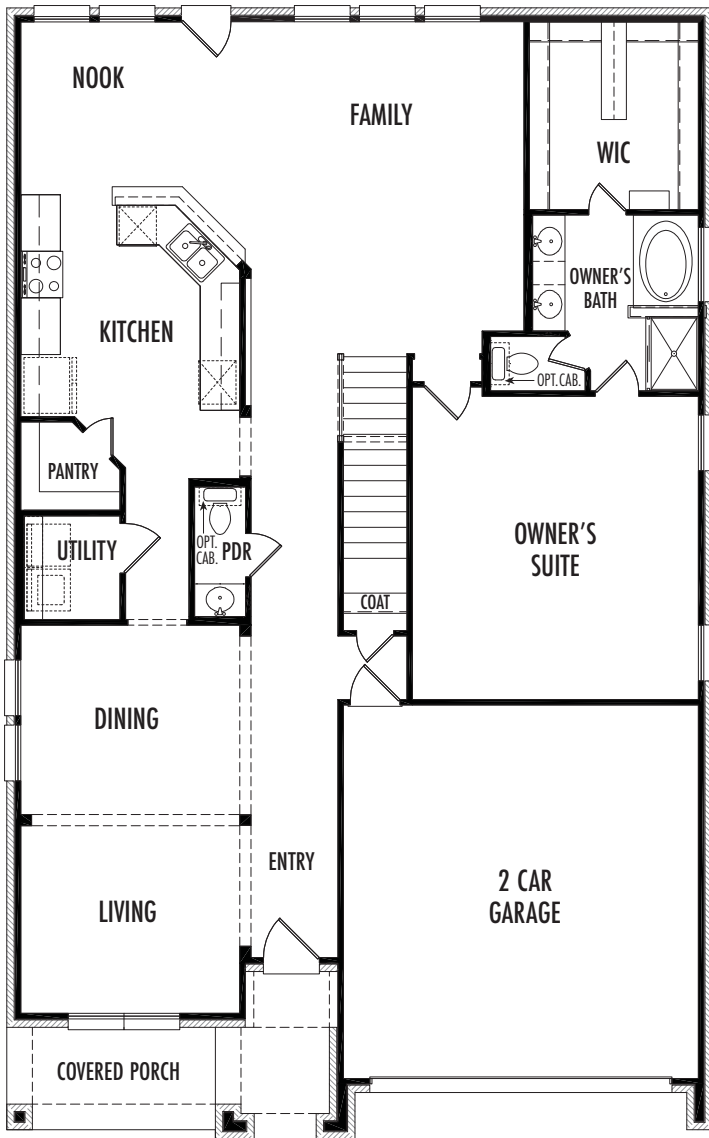 NOOK
FAMILY
WIC
OWNER'S
BATH
KITCHEN
OPT. CAB.
PANTRY
OWNER'S
SUITE
UTILITY
OPT.
CAB.
PDR
COAT
DINING
ENTRY
2 CAR
GARAGE
LIVING
COVERED PORCH